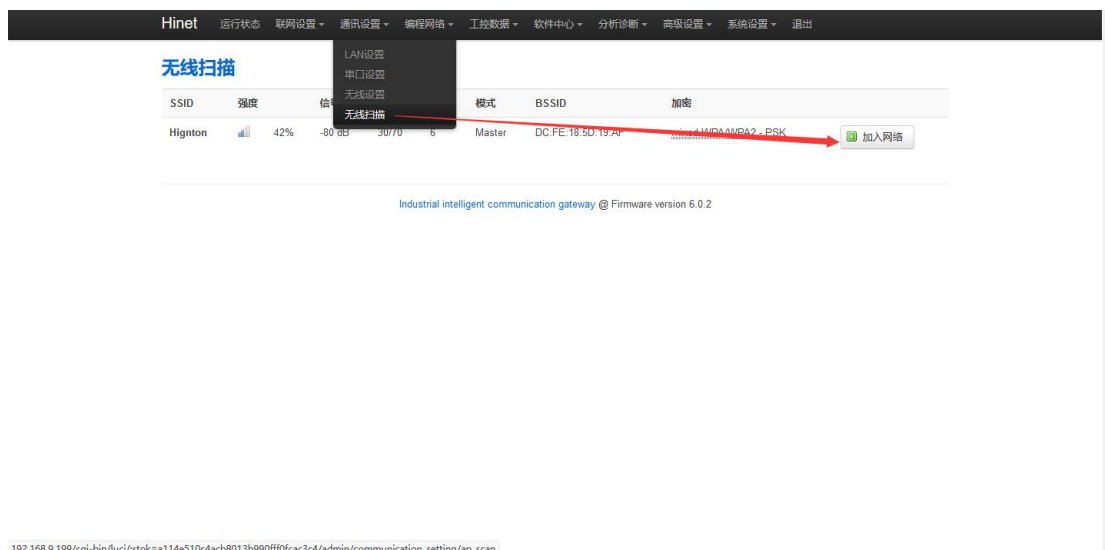 Hinet 运行状态 联网设置 通讯设置 编程网络 工控数据 软件中心 分析诊断 高级设置 系统设置 退出
LAN设置
串口设置
无线设置
无线扫描
无线扫描
SSID 强度 模式 BSSID 加密
Hignton 42% -80 dB 30/70 6 Master DC:FE:18:5D:19:AF mixed WPA/WPA2 - PSK 加入网络
Industrial intelligent communication gateway @ Firmware version 6.0.2